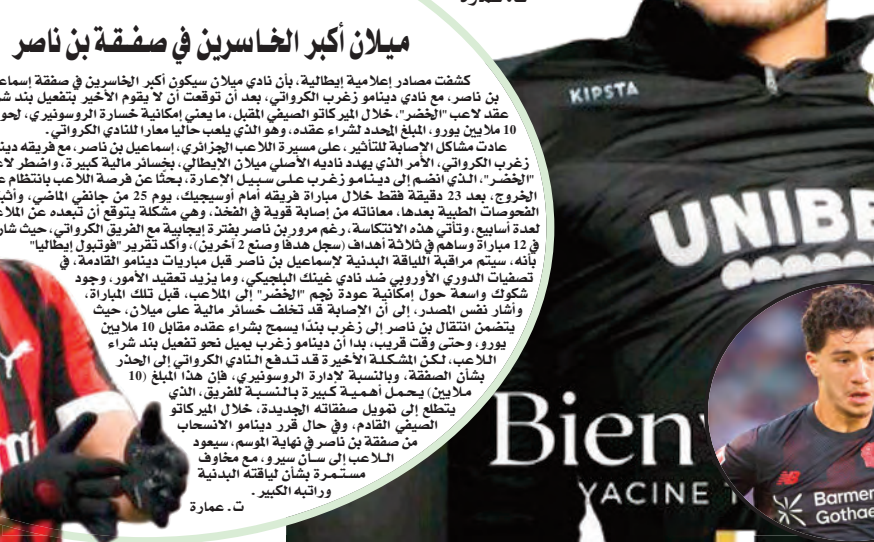 ميلان أكبر الخاسرين في صفقة بن ناصر
كشفت مصادر إعلامية إيطالية، بأن نادي ميلان سيكون أكبر الخاسرين في صفقة
بن ناصر، مع نادي دينامو زغرب الكرواتي، بعد أن توقعت أن لا يقوم الأخير بتفعيل بند
عقد لاعب "الخضر"، خلال الميركاتو الصيفي المقبل، ما يعني إمكانية خسارة الروسونيري،
10 ملايين يورو، المبلغ المحدد لشراء عقده، وهو الذي يلعب حاليا معارا للنادي الكرواتي.
عادت مشاكل الإصابة للتأثير، على مسيرة اللاعب الجزائري، إسماعيل بن ناصر، مع فريقه
زغرب الكرواتي، الأمر الذي يهدد ناديه الأصلي ميلان الإيطالي، بخسائر مالية كبيرة، واضطر
"الخضر"، الذي انضم إلى دينامو زغرب على سبيل الإعارة، بحثًا عن فرصة اللاعب بانتظام
الخروج، بعد 23 دقيقة فقط خلال مباراة فريقه أمام أوسيجيك، يوم 25 من جانفي الماضي،
الفحوصات الطبية بعدها، معاناته من إصابة قوية في الفخذ، وهي مشكلة يتوقع أن تبعده عن
لعدة أسابيع، وتأتي هذه الانتكاسة، رغم مرور بن ناصر بفترة إيجابية مع الفريق الكرواتي، حيث
في 12 مباراة وساهم في ثلاثة أهداف (سجل هدفًا وصنع 2 آخرين)، وأكد تقرير "فوتبول إيطاليا"
بأنه، سيتم مراقبة اللياقة البدنية لإسماعيل بن ناصر قبل مباريات دينامو القادمة، في
تصفيات الدوري الأوروبي ضد نادي غينك البلجيكي، وما يزيد تعقيد الأمور، وجود
شكوك واسعة حول إمكانية عودة نجم "الخضر" إلى الملاعب، قبل تلك المباراة،
وأشار نفس المصدر، إلى أن الإصابة قد تخلف خسائر مالية على ميلان، حيث
يتضمن انتقال بن ناصر إلى زغرب بندًا يسمح بشراء عقده مقابل 10 ملايين
يورو، وحتى وقت قريب، بدا أن دينامو زغرب يميل نحو تفعيل بند شراء
اللاعب، لكن المشكلة الأخيرة قد تدفع النادي الكرواتي إلى الحذر
بشأن الصفقة، وبالنسبة لإدارة الروسونيري، فإن هذا المبلغ (10
ملايين) يحمل أهمية كبيرة بالنسبة للفريق، الذي
يتطلع إلى تمويل صفقاته الجديدة، خلال الميركاتو
الصيفي القادم، وفي حال قرر دينامو الانسحاب
من صفقة بن ناصر في نهاية الموسم، سيعود
اللاعب إلى سان سيرو، مع مخاوف
مستمرة بشأن لياقته البدنية
وراتبه الكبير.
ت. عمارة
KIPSTA
UNIBE
Bien
YACINE T
Barmen
Gothae